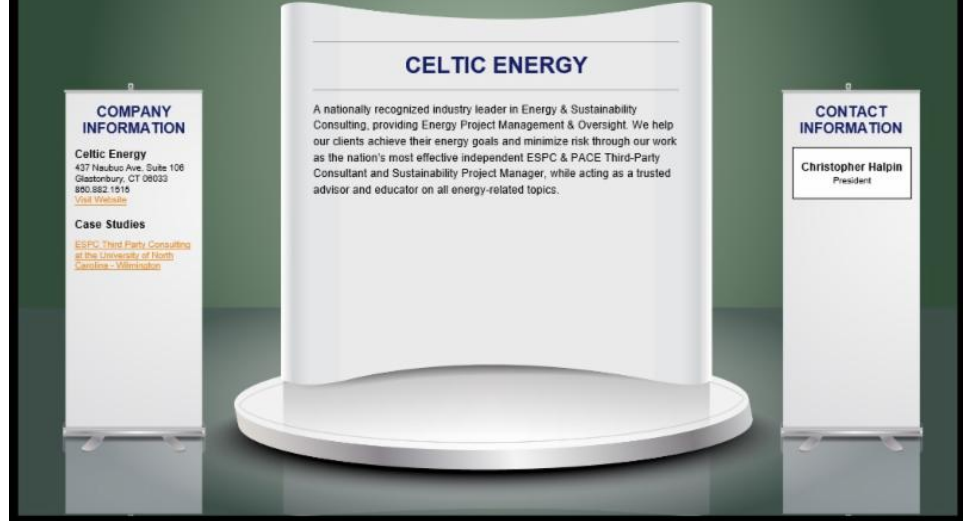 COMPANY
INFORMATION
Celtic Energy
437 Naubuc Ave, Suite 106
Glastonbury, CT 06033
860.882.1515
Visit Website
Case Studies
ESPC Third Party Consulting
at the University of North
Carolina - Wilmington
CELTIC ENERGY
A nationally recognized industry leader in Energy & Sustainability
Consulting, providing Energy Project Management & Oversight. We help
our clients achieve their energy goals and minimize risk through our work
as the nation's most effective independent ESPC & PACE Third-Party
Consultant and Sustainability Project Manager, while acting as a trusted
advisor and educator on all energy-related topics.
CONTACT
INFORMATION
Christopher Halpin
President